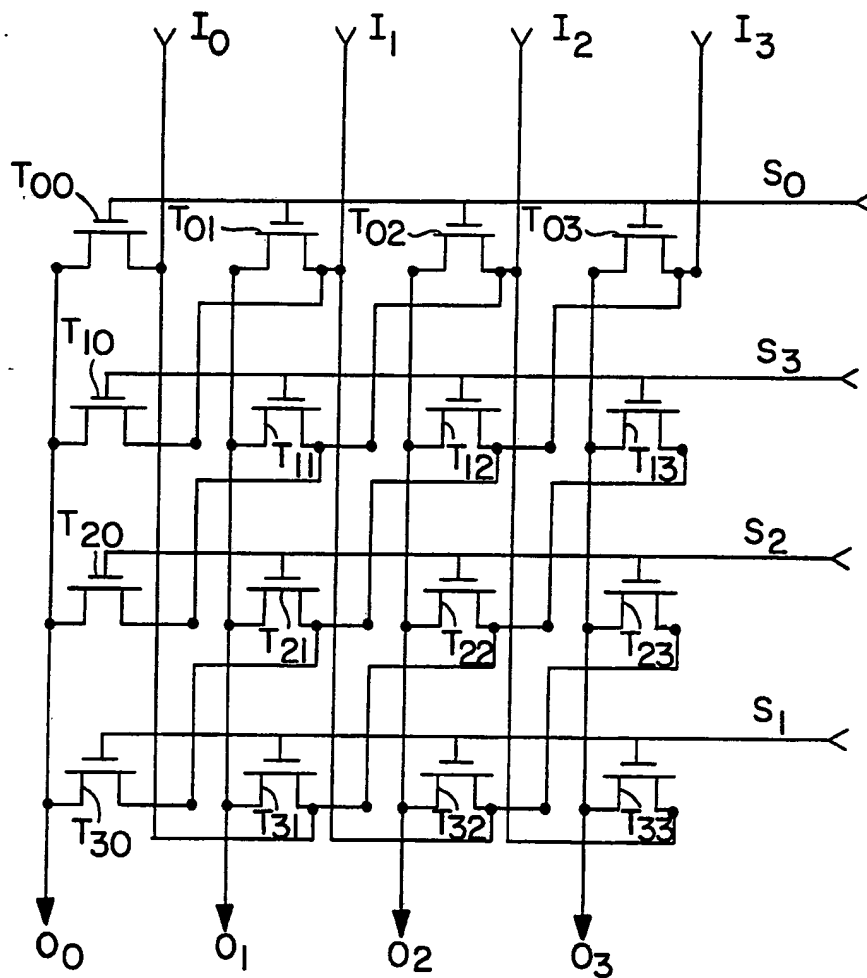 I0 I1 I2 I3
T00 S0
T01 T02 T03
T10 S3
T11 T12 T13
T20 S2
T21 T22 T23
S1
T30 T31 T32 T33
O0 O1 O2 O3